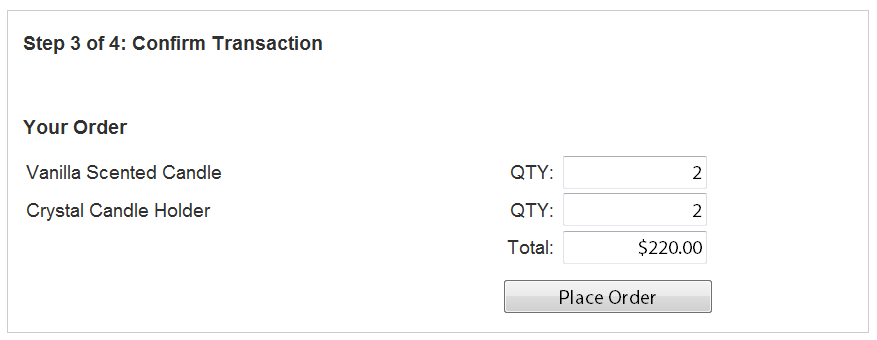 Step 3 of 4: Confirm Transaction
Your Order
Vanilla Scented Candle QTY: 2
Crystal Candle Holder QTY: 2
Total: $220.00
Place Order